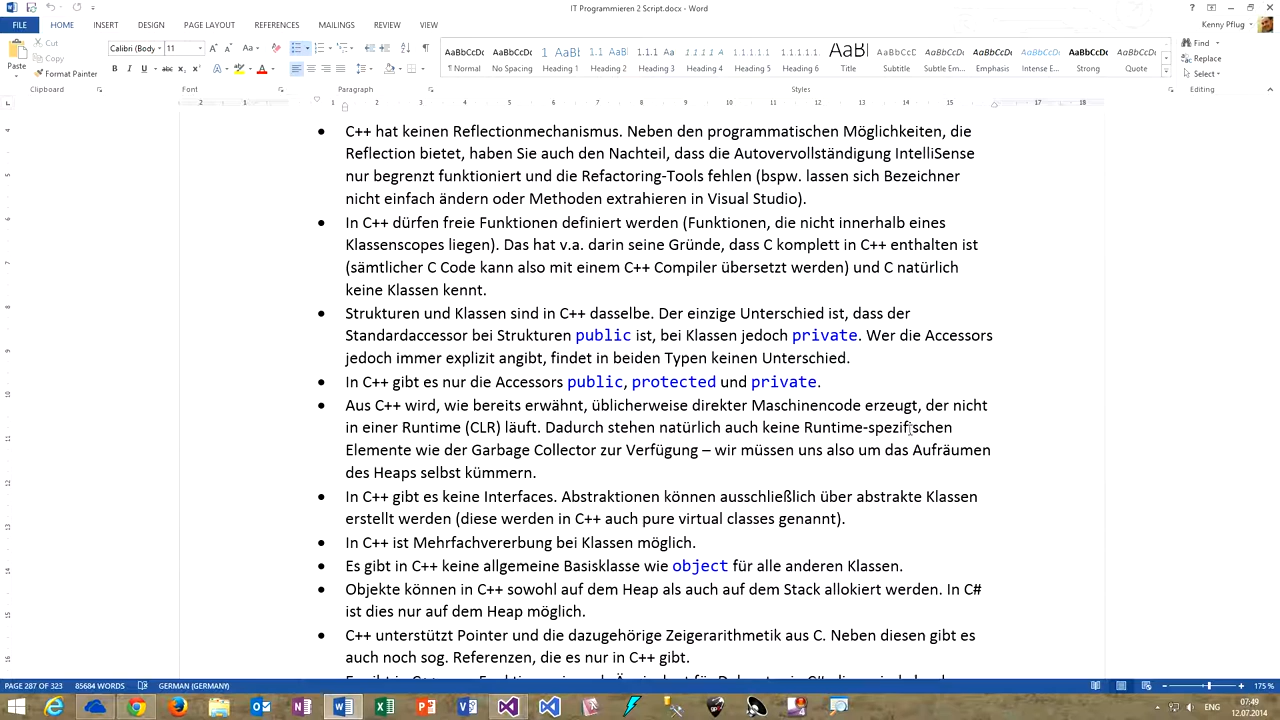 IT Programmieren 2 Script.docx - Word
FILE HOME INSERT DESIGN PAGE LAYOUT REFERENCES MAILINGS REVIEW VIEW
Kenny Pflug
Paste Cut Copy Format Painter
Calibri (Body 11
AaBbCcDc AaBbCcDc
¶ Normal No Spacing Heading 1 Heading 2 Heading 3 Heading 4 Heading 5 Heading 6 Title Subtitle Subtle Em... Emphasis Intense E... Strong Quote
Find
Replace
Select
Clipboard Font Paragraph Styles Editing
• C++ hat keinen Reflectionmechanismus. Neben den programmatischen Möglichkeiten, die
Reflection bietet, haben Sie auch den Nachteil, dass die Autovervollständigung IntelliSense
nur begrenzt funktioniert und die Refactoring-Tools fehlen (bspw. lassen sich Bezeichner
nicht einfach ändern oder Methoden extrahieren in Visual Studio).
• In C++ dürfen freie Funktionen definiert werden (Funktionen, die nicht innerhalb eines
Klassenscopes liegen). Das hat v.a. darin seine Gründe, dass C komplett in C++ enthalten ist
(sämtlicher C Code kann also mit einem C++ Compiler übersetzt werden) und C natürlich
keine Klassen kennt.
• Strukturen und Klassen sind in C++ dasselbe. Der einzige Unterschied ist, dass der
Standardaccessor bei Strukturen public ist, bei Klassen jedoch private. Wer die Accessors
jedoch immer explizit angibt, findet in beiden Typen keinen Unterschied.
• In C++ gibt es nur die Accessors public, protected und private.
• Aus C++ wird, wie bereits erwähnt, üblicherweise direkter Maschinencode erzeugt, der nicht
in einer Runtime (CLR) läuft. Dadurch stehen natürlich auch keine Runtime-spezifischen
Elemente wie der Garbage Collector zur Verfügung – wir müssen uns also um das Aufräumen
des Heaps selbst kümmern.
• In C++ gibt es keine Interfaces. Abstraktionen können ausschließlich über abstrakte Klassen
erstellt werden (diese werden in C++ auch pure virtual classes genannt).
• In C++ ist Mehrfachvererbung bei Klassen möglich.
• Es gibt in C++ keine allgemeine Basisklasse wie object für alle anderen Klassen.
• Objekte können in C++ sowohl auf dem Heap als auch auf dem Stack allokiert werden. In C#
ist dies nur auf dem Heap möglich.
• C++ unterstützt Pointer und die dazugehörige Zeigerarithmetik aus C. Neben diesen gibt es
auch noch sog. Referenzen, die es nur in C++ gibt.
PAGE 287 OF 323 85684 WORDS GERMAN (GERMANY) 175 %
ENG 07:49
12.07.2014